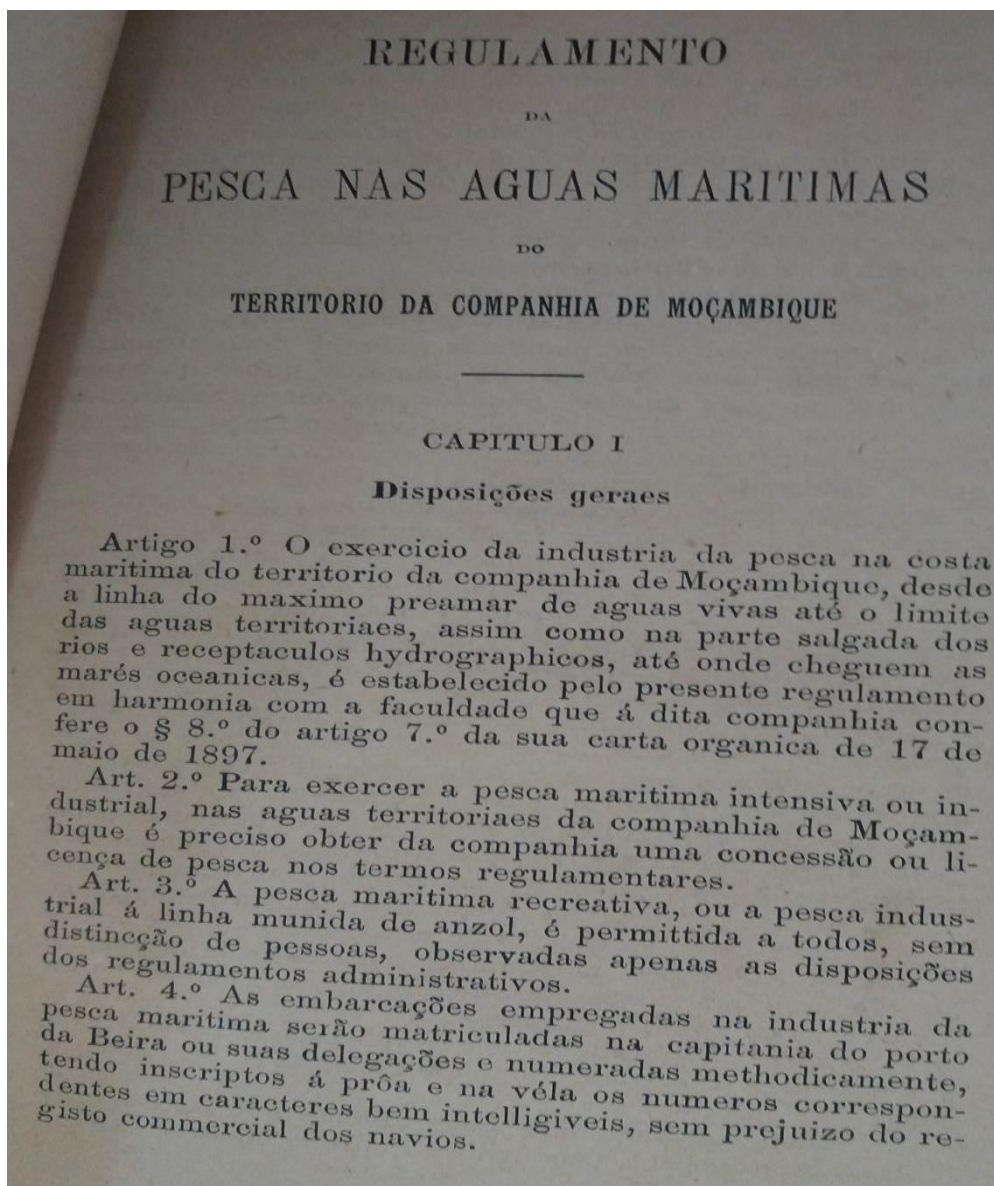 REGULAMENTO
DA
PESCA NAS AGUAS MARITIMAS
DO
TERRITORIO DA COMPANHIA DE MOÇAMBIQUE
CAPITULO I
Disposições geraes
Artigo 1.º O exercicio da industria da pesca na costa
maritima do territorio da companhia de Moçambique, desde
a linha do maximo preamar de aguas vivas até o limite
das aguas territoriaes, assim como na parte salgada dos
rios e receptaculos hydrographicos, até onde cheguem as
marés oceanicas, é estabelecido pelo presente regulamento
em harmonia com a faculdade que á dita companhia con-
fere o § 8.º do artigo 7.º da sua carta organica de 17 de
maio de 1897.
Art. 2.º Para exercer a pesca maritima intensiva ou in-
dustrial, nas aguas territoriaes da companhia de Moçam-
bique é preciso obter da companhia uma concessão ou li-
cença de pesca nos termos regulamentares.
Art. 3.º A pesca maritima recreativa, ou a pesca indus-
trial á linha munida de anzol, é permittida a todos, sem
distincção de pessoas, observadas apenas as disposições
dos regulamentos administrativos.
Art. 4.º As embarcações empregadas na industria da
pesca maritima serão matriculadas na capitania do porto
da Beira ou suas delegações e numeradas methodicamente,
tendo inscriptos á prôa e na véla os numeros correspon-
dentes em caracteres bem intelligiveis, sem prejuizo do re-
gisto commercial dos navios.